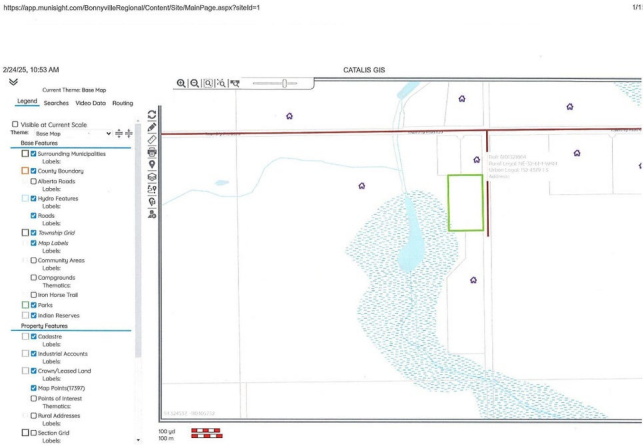 https://app.munisight.com/BonnyvilleRegional/Content/Site/MainPage.aspx?siteId=1
1/1
2/24/25, 10:53 AM
CATALIS GIS
Current Theme: Base Map
Legend Searches Video Data Routing
Visible at Current Scale
Theme: Base Map
Base Features
Surrounding Municipalities
Labels:
County Boundary
Alberta Roads
Labels:
Hydro Features
Labels:
Roads
Labels:
Township Grid
Map Labels
Labels:
Community Areas
Labels:
Campgrounds
Thematics:
Iron Horse Trail
Parks
Indian Reserves
Property Features
Cadastre
Labels:
Industrial Accounts
Labels:
Crown/Leased Land
Labels:
Map Points(17397)
Points of Interest
Thematics:
Rural Addresses
Labels:
Section Grid
Labels:
100 yd
100 m